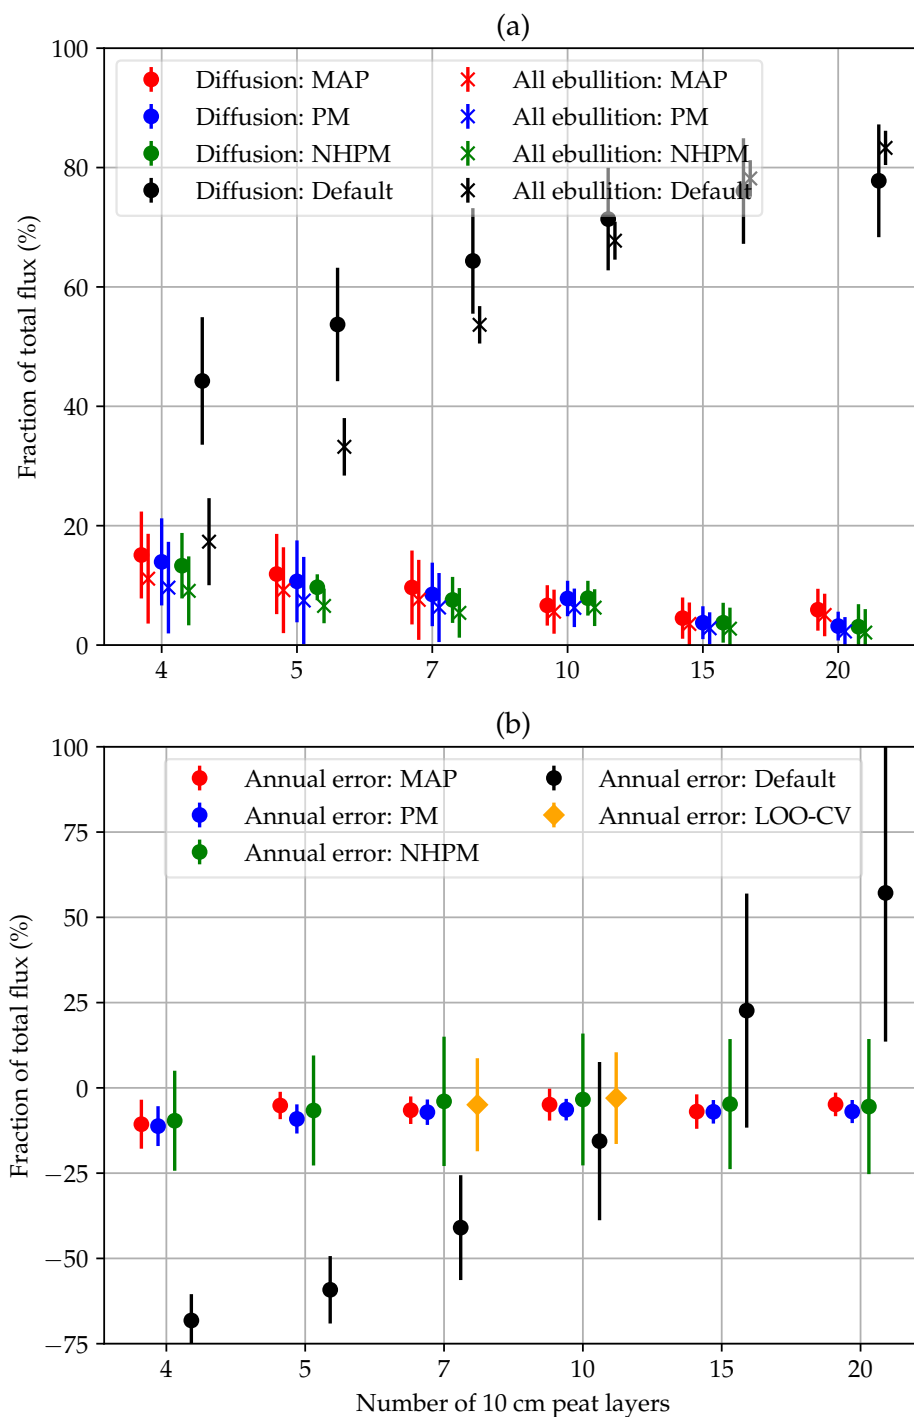 (a)
100
80
60
40
20
0
Fraction of total flux (%)
Diffusion: MAP
Diffusion: PM
Diffusion: NHPM
Diffusion: Default
All ebullition: MAP
All ebullition: PM
All ebullition: NHPM
All ebullition: Default
4 5 7 10 15 20
(b)
100
75
50
25
0
−25
−50
−75
Fraction of total flux (%)
Annual error: MAP
Annual error: PM
Annual error: NHPM
Annual error: Default
Annual error: LOO-CV
4 5 7 10 15 20
Number of 10 cm peat layers